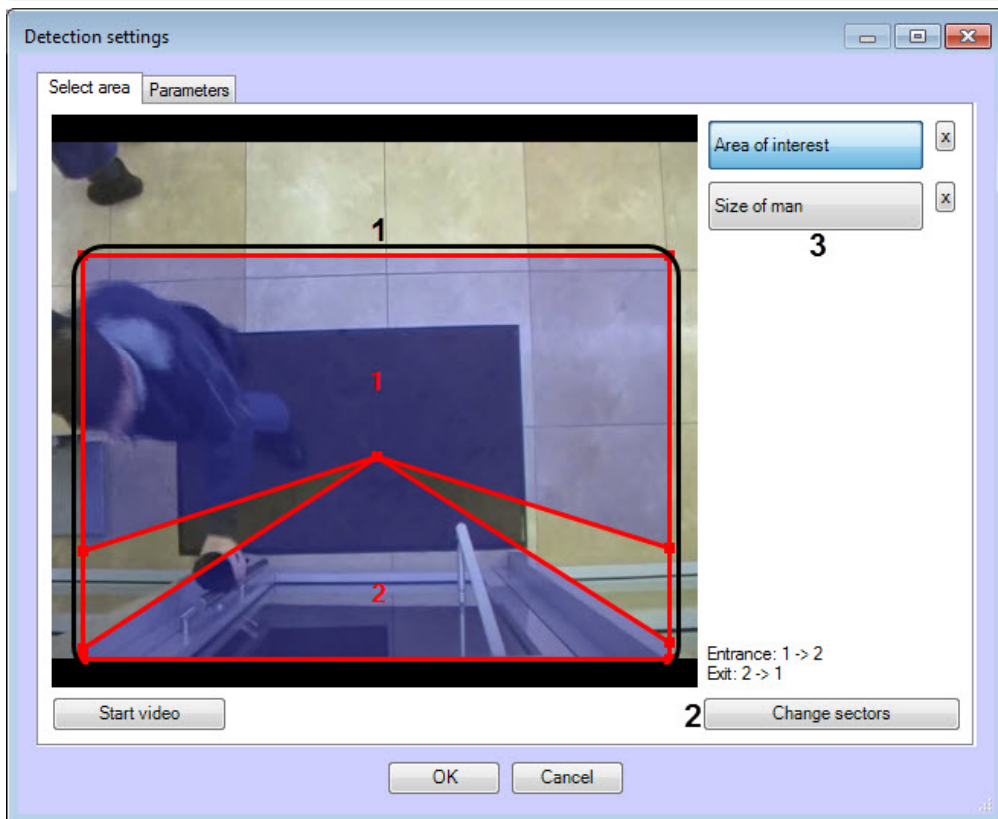 Detection settings
Select area
Parameters
Area of interest
x
Size of man
x
1
3
1
2
Entrance: 1 -> 2
Exit: 2 -> 1
Start video
2
Change sectors
OK
Cancel